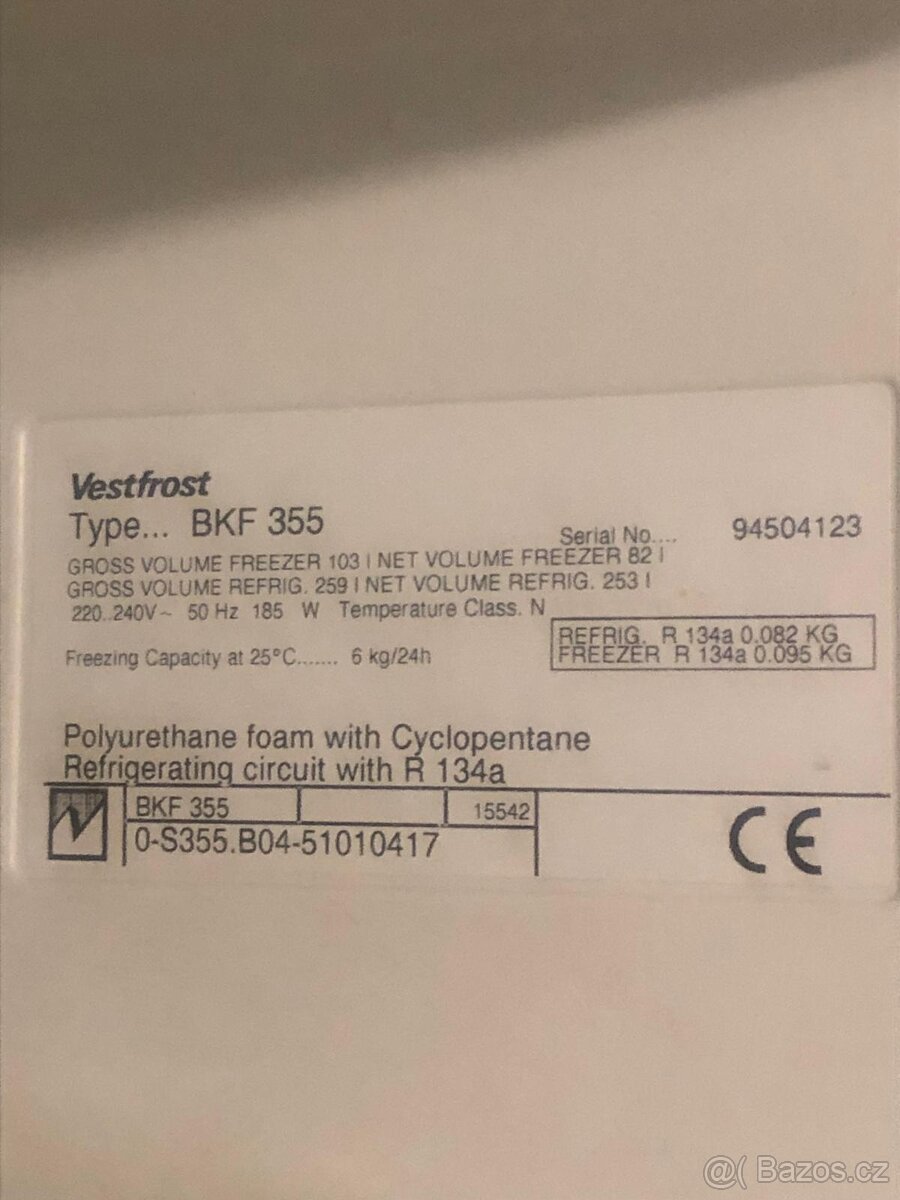 Vestfrost
Type... BKF 355 Serial No.... 94504123
GROSS VOLUME FREEZER 103 l NET VOLUME FREEZER 82 l
GROSS VOLUME REFRIG. 259 l NET VOLUME REFRIG. 253 l
220..240V~ 50 Hz 185 W Temperature Class. N
REFRIG. R 134a 0.082 KG
Freezing Capacity at 25°C....... 6 kg/24h
FREEZER R 134a 0.095 KG
Polyurethane foam with Cyclopentane
Refrigerating circuit with R 134a
BKF 355 15542
0-S355.B04-51010417
CE
@( Bazos.cz